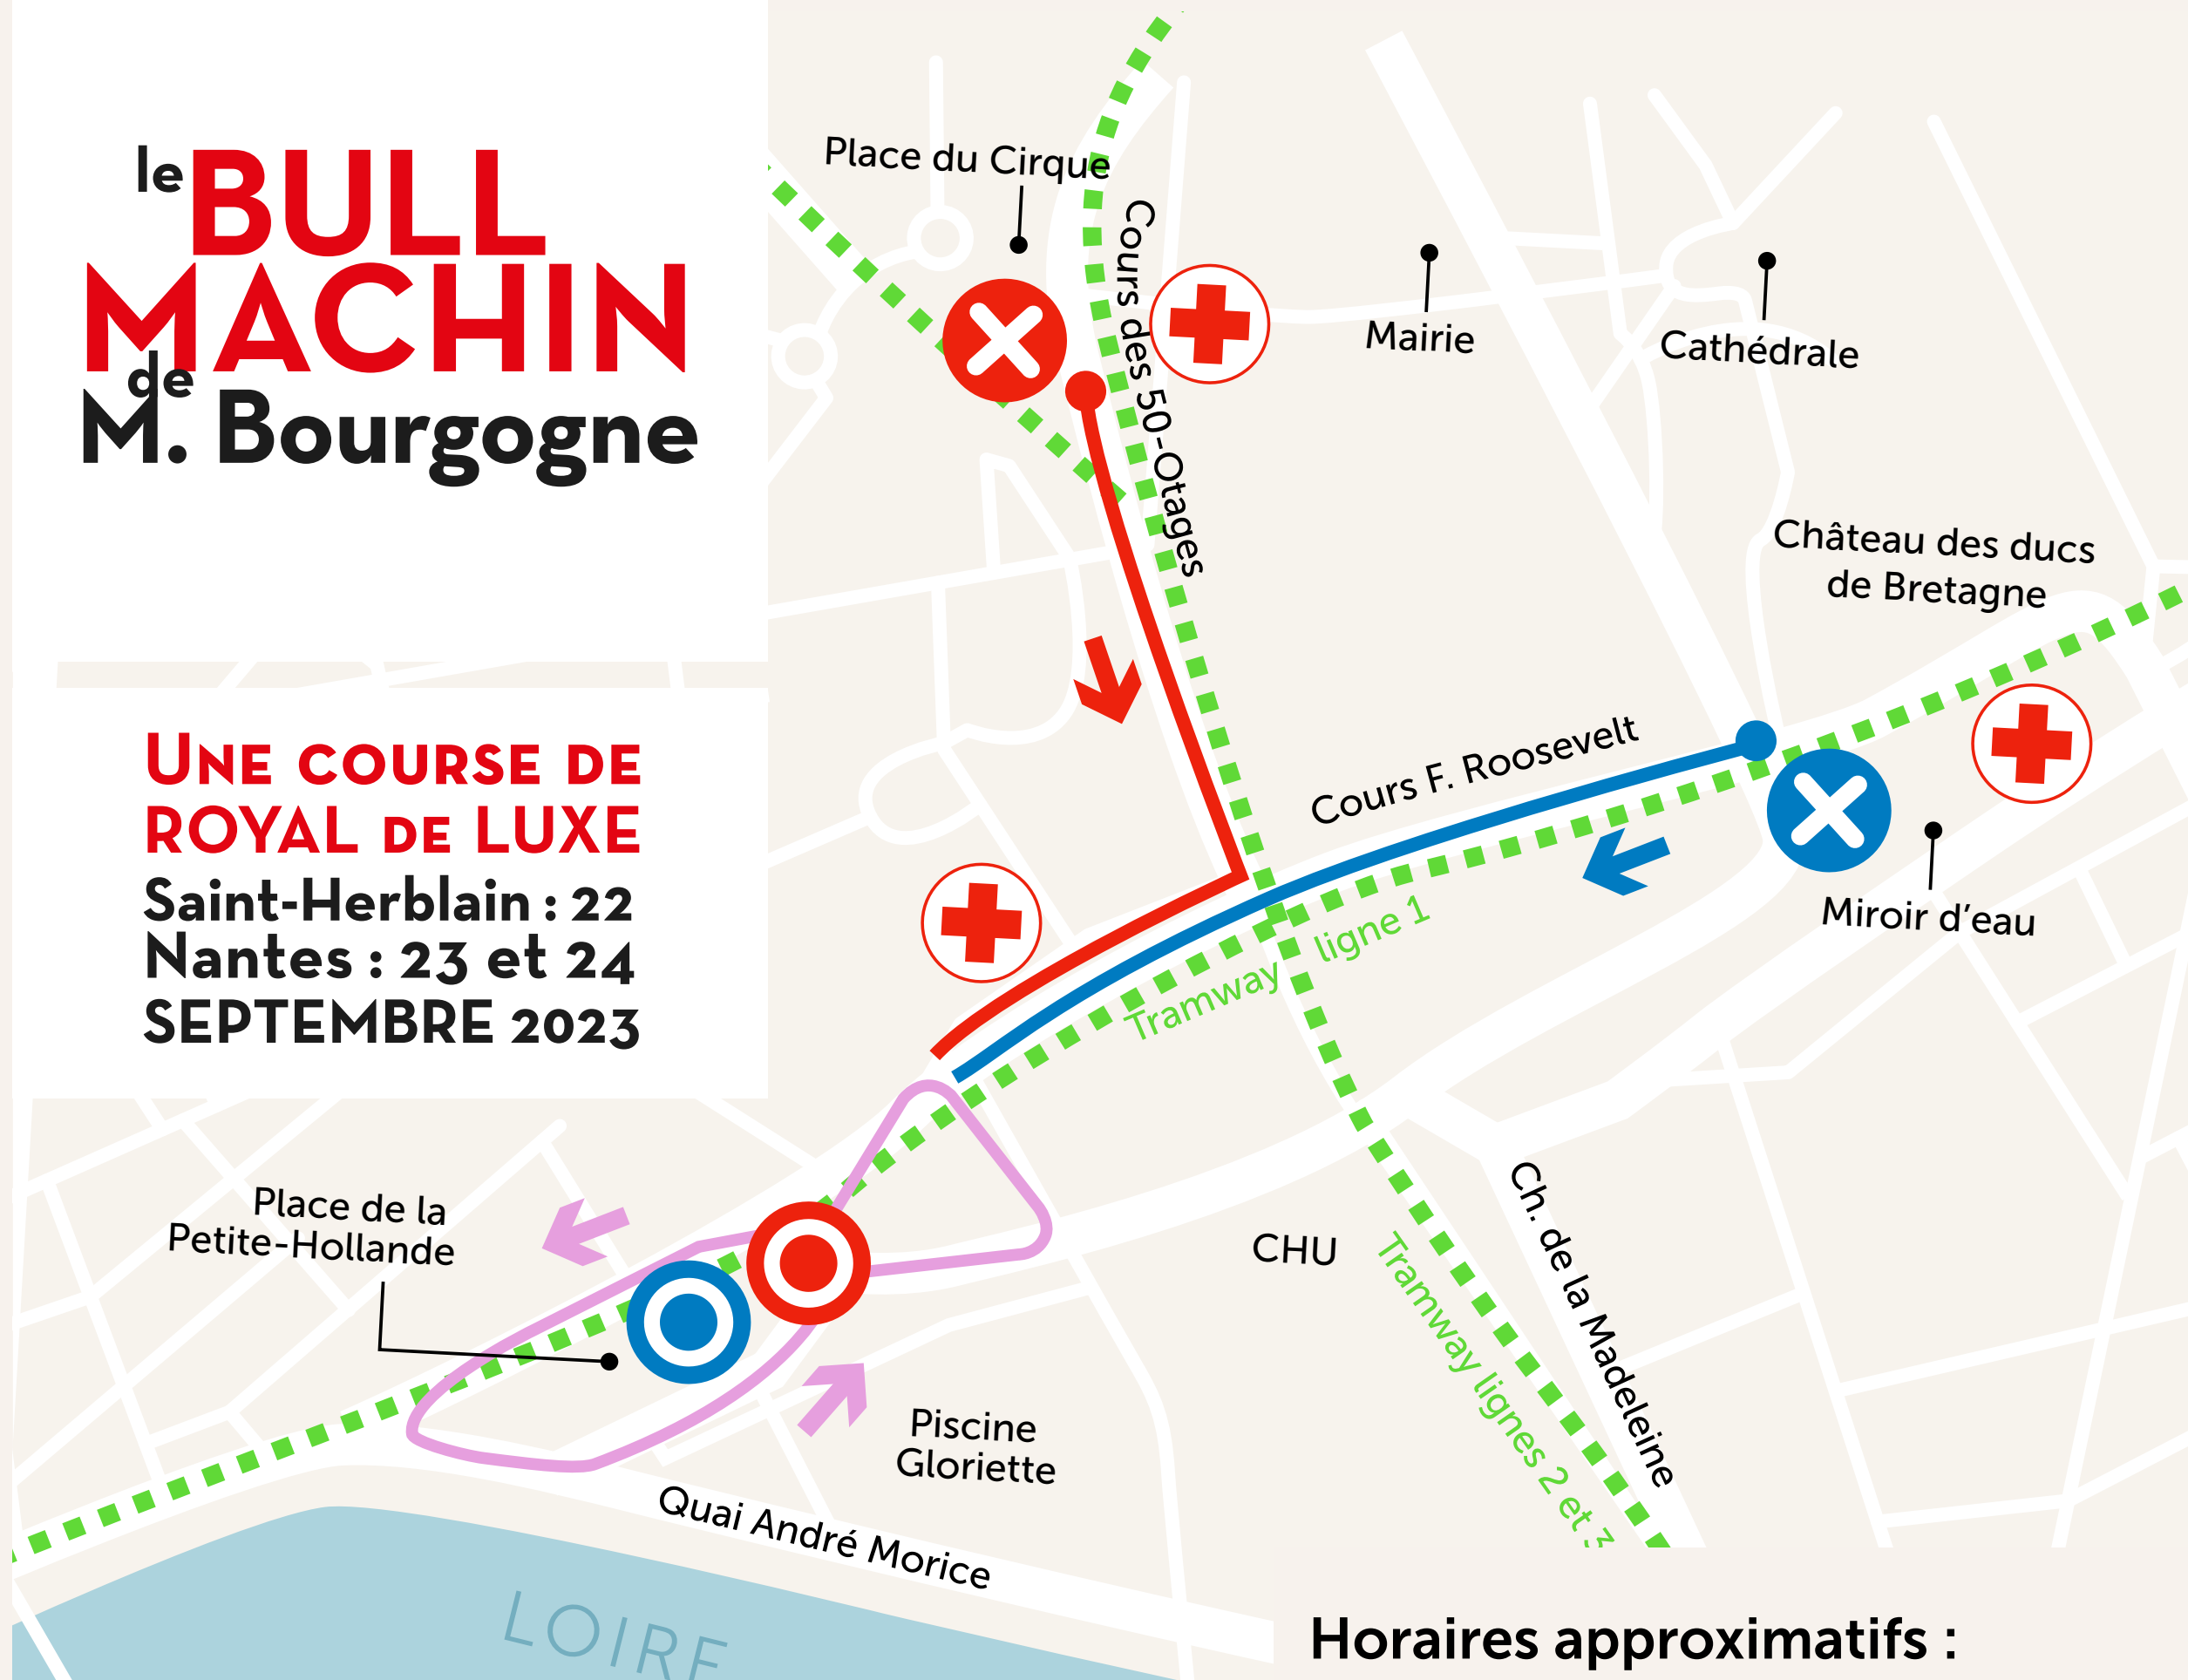 le BULL
MACHIN
de
M. Bourgogne
UNE COURSE DE
ROYAL DE LUXE
Saint-Herblain : 22
Nantes : 23 et 24
SEPTEMBRE 2023
Place du Cirque
Cours des 50-Otages
Mairie
Cathédrale
Château des ducs
de Bretagne
Cours F. Roosevelt
Miroir d’eau
Tramway ligne 1
Place de la
Petite-Hollande
CHU
Ch. de la Madeleine
Tramway lignes 2 et 3
Piscine
Gloriette
Quai André Morice
LOIRE
Horaires approximatifs :